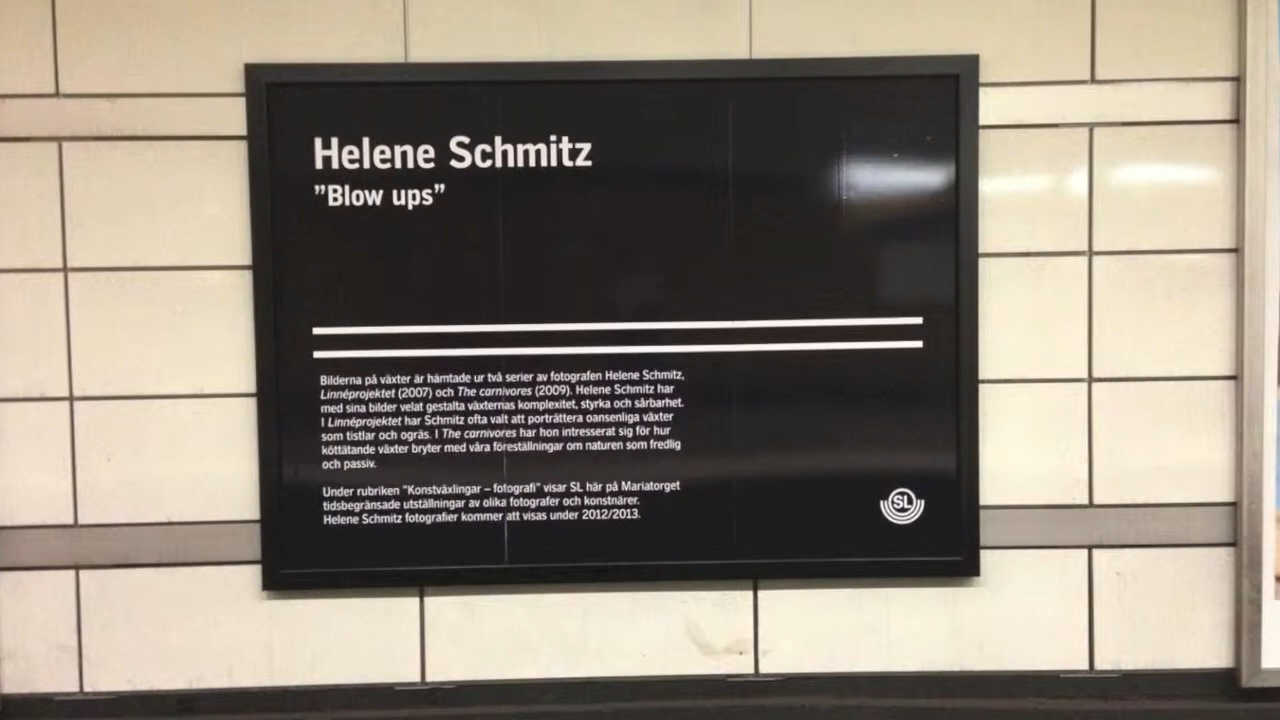 Helene Schmitz
”Blow ups”
Bilderna på växter är hämtade ur två serier av fotografen Helene Schmitz,
Linnéprojektet (2007) och The carnivores (2009). Helene Schmitz har
med sina bilder velat gestalta växternas komplexitet, styrka och sårbarhet.
I Linnéprojektet har Schmitz ofta valt att porträttera oansenliga växter
som tistlar och ogräs. I The carnivores har hon intresserat sig för hur
köttätande växter bryter med våra föreställningar om naturen som fredlig
och passiv.
Under rubriken ”Konstväxlingar – fotografi” visar SL här på Mariatorget
tidsbegränsade utställningar av olika fotografer och konstnärer.
Helene Schmitz fotografier kommer att visas under 2012/2013.
SL